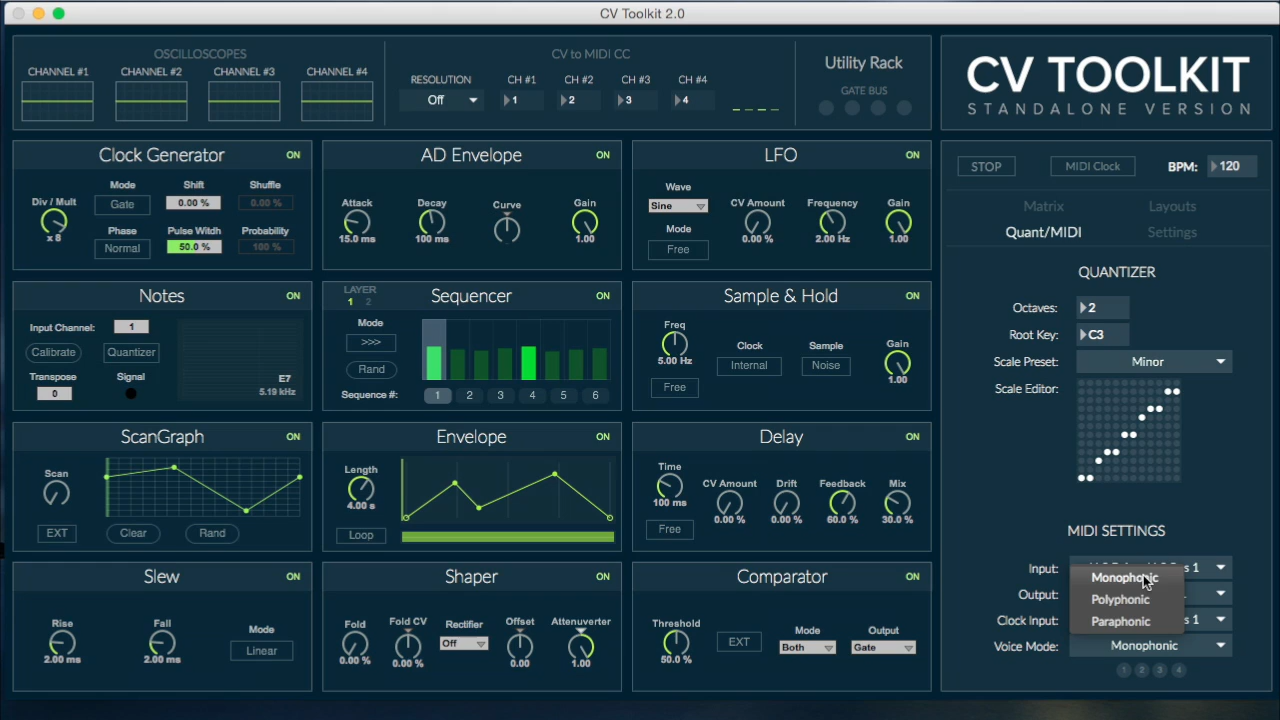 CV Toolkit 2.0
OSCILLOSCOPES
CHANNEL #1 CHANNEL #2 CHANNEL #3 CHANNEL #4
CV to MIDI CC
RESOLUTION CH #1 CH #2 CH #3 CH #4
Off 1 2 3 4
Utility Rack
GATE BUS
CV TOOLKIT
STANDALONE VERSION
Clock Generator ON
Mode Shift Shuffle
Div / Mult Gate 0.00 % 0.00 %
x 8
Phase Pulse Witdh Probability
Normal 50.0 % 100 %
AD Envelope ON
Attack Decay Curve Gain
15.0 ms 100 ms 1.00
LFO ON
Wave
Sine CV Amount Frequency Gain
Mode
0.00 % 2.00 Hz 1.00
Free
STOP MIDI Clock BPM: 120
Matrix Layouts
Quant/MIDI Settings
Notes ON
Input Channel: 1
Calibrate Quantizer
Transpose Signal
0
E7
5.19 kHz
LAYER
1 2
Sequencer ON
Mode
>>>
Rand
Sequence #: 1 2 3 4 5 6
Sample & Hold ON
Freq
5.00 Hz
Free
Clock Sample
Internal Noise
Gain
1.00
QUANTIZER
Octaves: 2
Root Key: C3
Scale Preset: Minor
Scale Editor:
ScanGraph ON
Scan
EXT Clear Rand
Envelope ON
Length
4.00 s
Loop
Delay ON
Time CV Amount Drift Feedback Mix
100 ms 0.00 % 0.00 % 60.0 % 30.0 %
Free
MIDI SETTINGS
Input: s 1
Output:
Clock Input: s 1
Voice Mode: Monophonic
Monophonic
Polyphonic
Paraphonic
1 2 3 4
Slew ON
Rise Fall Mode
2.00 ms 2.00 ms Linear
Shaper ON
Fold Fold CV Rectifier Offset Attenuverter
Off
0.00 % 0.00 % 0.00 1.00
Comparator ON
Threshold
50.0 %
EXT
Mode Output
Both Gate